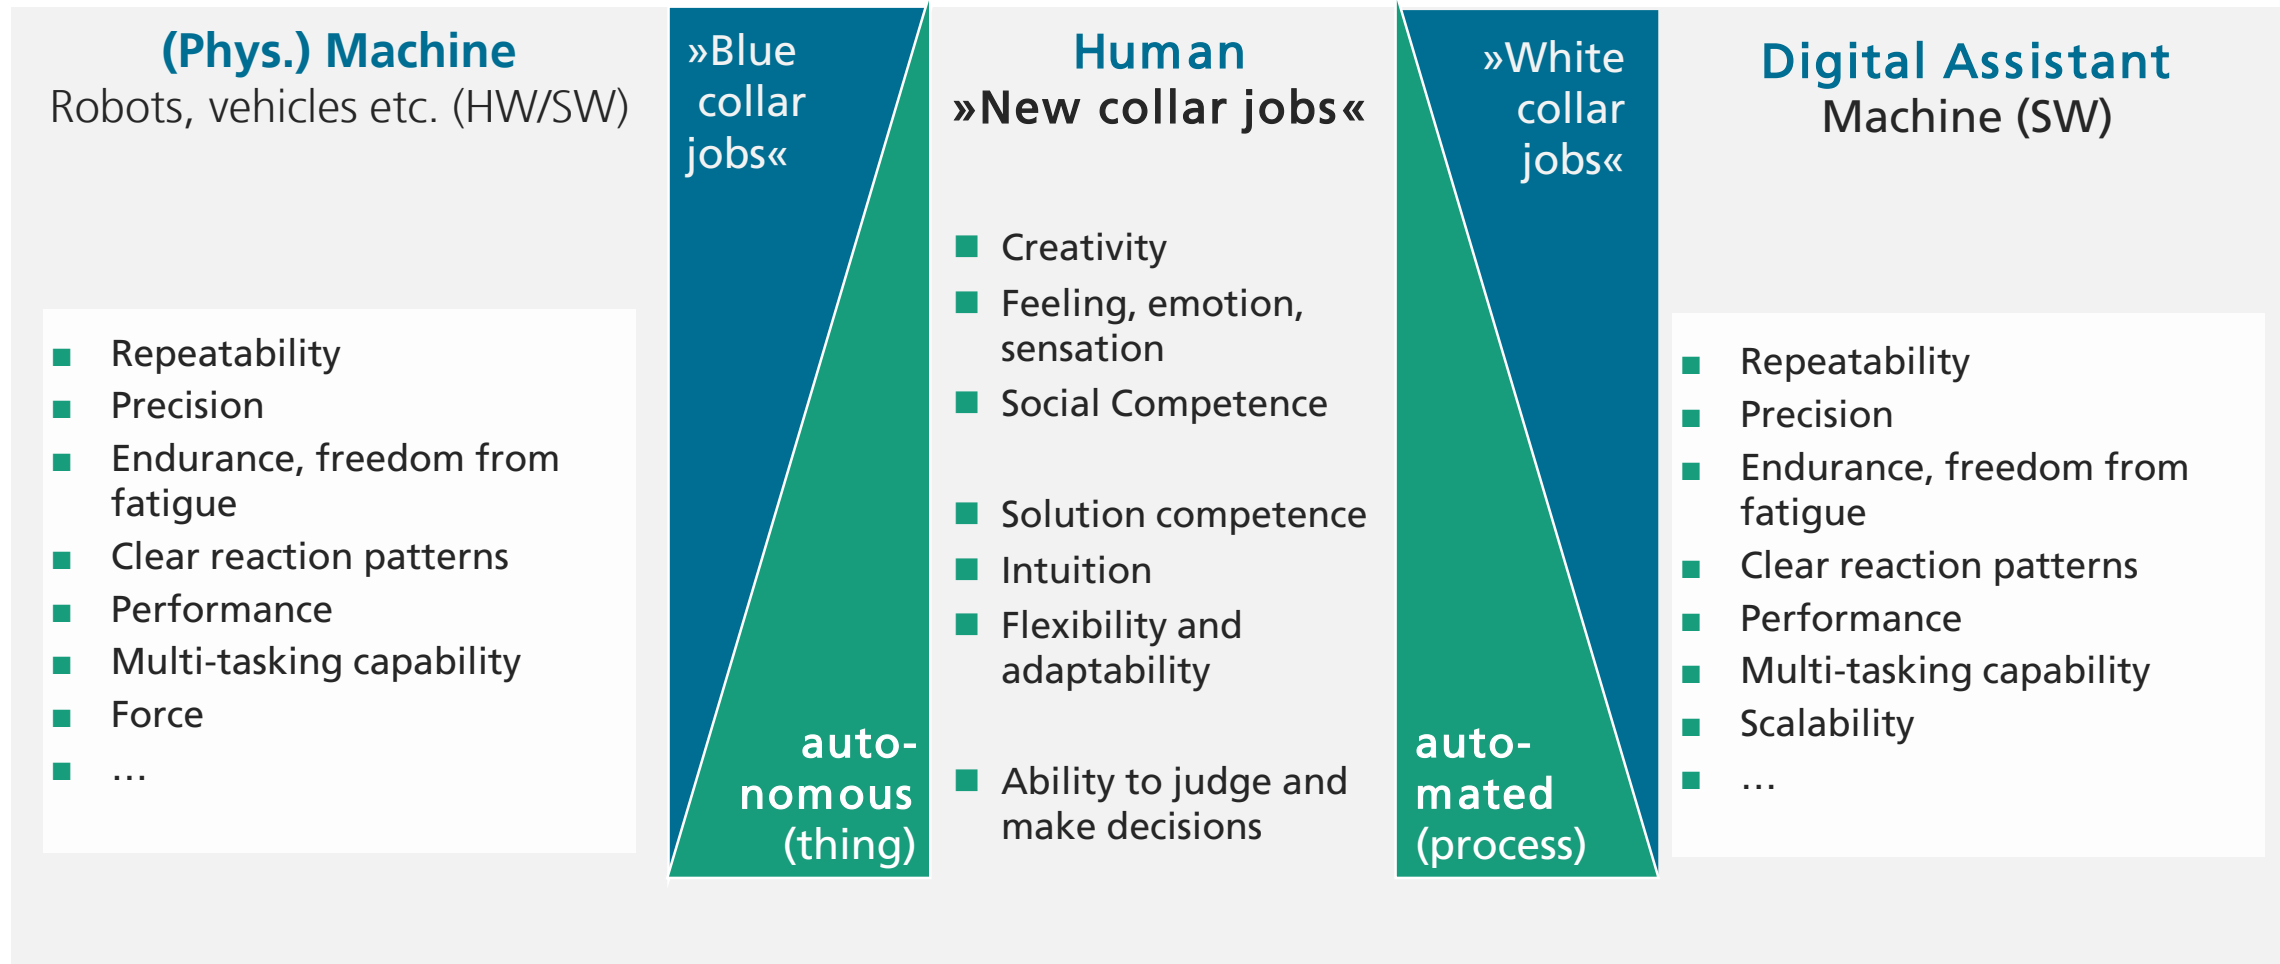 (Phys.) Machine
Robots, vehicles etc. (HW/SW)
Repeatability
Precision
Endurance, freedom from
fatigue
Clear reaction patterns
Performance
Multi-tasking capability
Force
...
»Blue
collar
jobs«
auto-
nomous
(thing)
Human
»New collar jobs«
Creativity
Feeling, emotion,
sensation
Social Competence
Solution competence
Intuition
Flexibility and
adaptability
Ability to judge and
make decisions
»White
collar
jobs«
auto-
mated
(process)
Digital Assistant
Machine (SW)
Repeatability
Precision
Endurance, freedom from
fatigue
Clear reaction patterns
Performance
Multi-tasking capability
Scalability
...